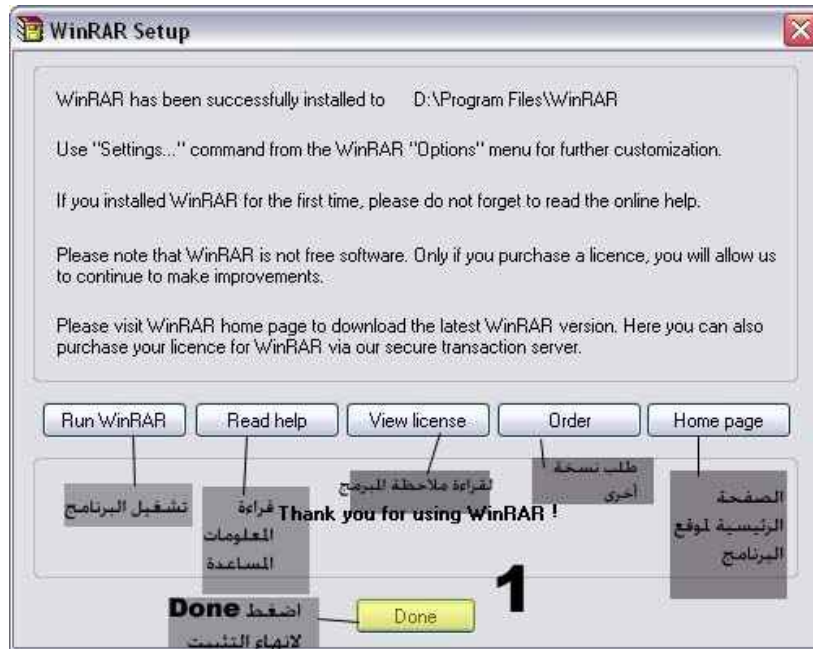 WinRAR Setup
WinRAR has been successfully installed to D:\Program Files\WinRAR
Use "Settings..." command from the WinRAR "Options" menu for further customization.
If you installed WinRAR for the first time, please do not forget to read the online help.
Please note that WinRAR is not free software. Only if you purchase a licence, you will allow us
to continue to make improvements.
Please visit WinRAR home page to download the latest WinRAR version. Here you can also
purchase your licence for WinRAR via our secure transaction server.
Run WinRAR Read help View license Order Home page
تشغيل البرنامج
قراءة
المعلومات
المساعدة
لقراءة ملاحظة المبرمج
طلب نسخة
أخرى
الصفحة
الرئيسية لموقع
البرنامج
Thank you for using WinRAR !
اضغط Done
لانهاء التثبيت
Done
1